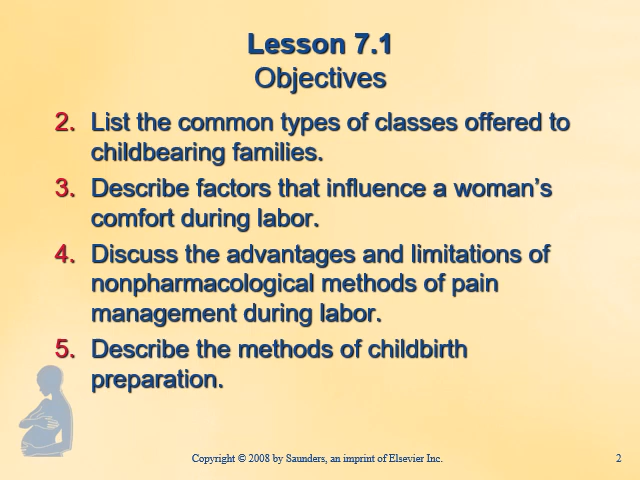 Lesson 7.1
Objectives
2. List the common types of classes offered to
childbearing families.
3. Describe factors that influence a woman’s
comfort during labor.
4. Discuss the advantages and limitations of
nonpharmacological methods of pain
management during labor.
5. Describe the methods of childbirth
preparation.
Copyright © 2008 by Saunders, an imprint of Elsevier Inc.
2